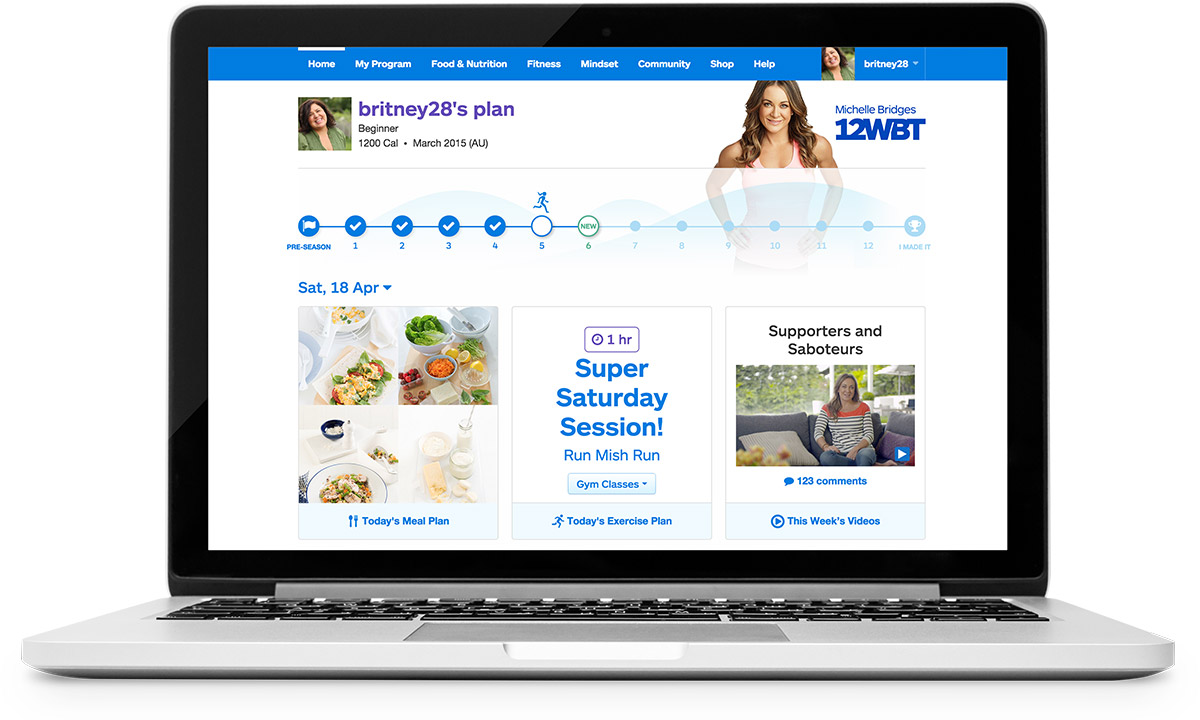 Home My Program Food & Nutrition Fitness Mindset Community Shop Help britney28
britney28's plan
Beginner
1200 Cal • March 2015 (AU)
Michelle Bridges
12WBT
NEW
PRE-SEASON 1 2 3 4 5 6 7 8 9 10 11 12 I MADE IT
Sat, 18 Apr
Today's Meal Plan
1 hr
Super
Saturday
Session!
Run Mish Run
Gym Classes
Today's Exercise Plan
Supporters and
Saboteurs
123 comments
This Week's Videos